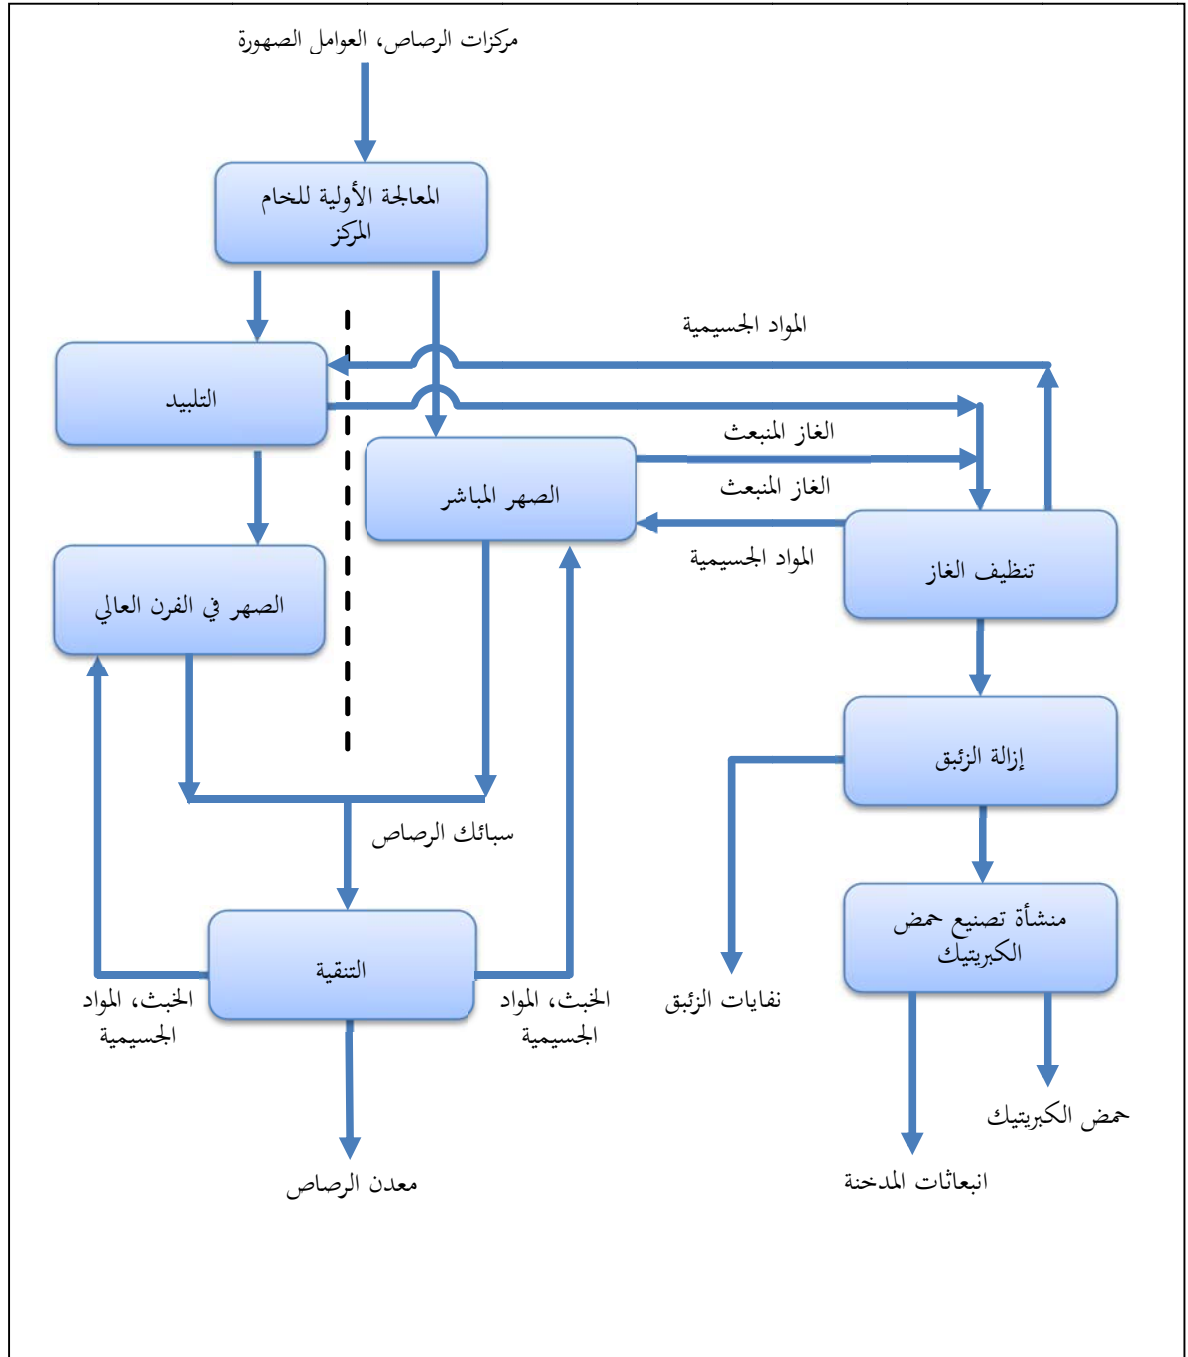 مركزات الرصاص، العوامل الصهورة
المعالجة الأولية للخام
المركز
المواد الجسيمية
التلبيد
الغاز المنبعث
الصهر المباشر
الغاز المنبعث
المواد الجسيمية
تنظيف الغاز
الصهر في الفرن العالي
إزالة الزئبق
سبائك الرصاص
منشأة تصنيع حمض
الكبريتيك
التنقية
نفايات الزئبق
الخبث، المواد
الجسيمية
الخبث، المواد
الجسيمية
حمض الكبريتيك
انبعاثات المدخنة
معدن الرصاص